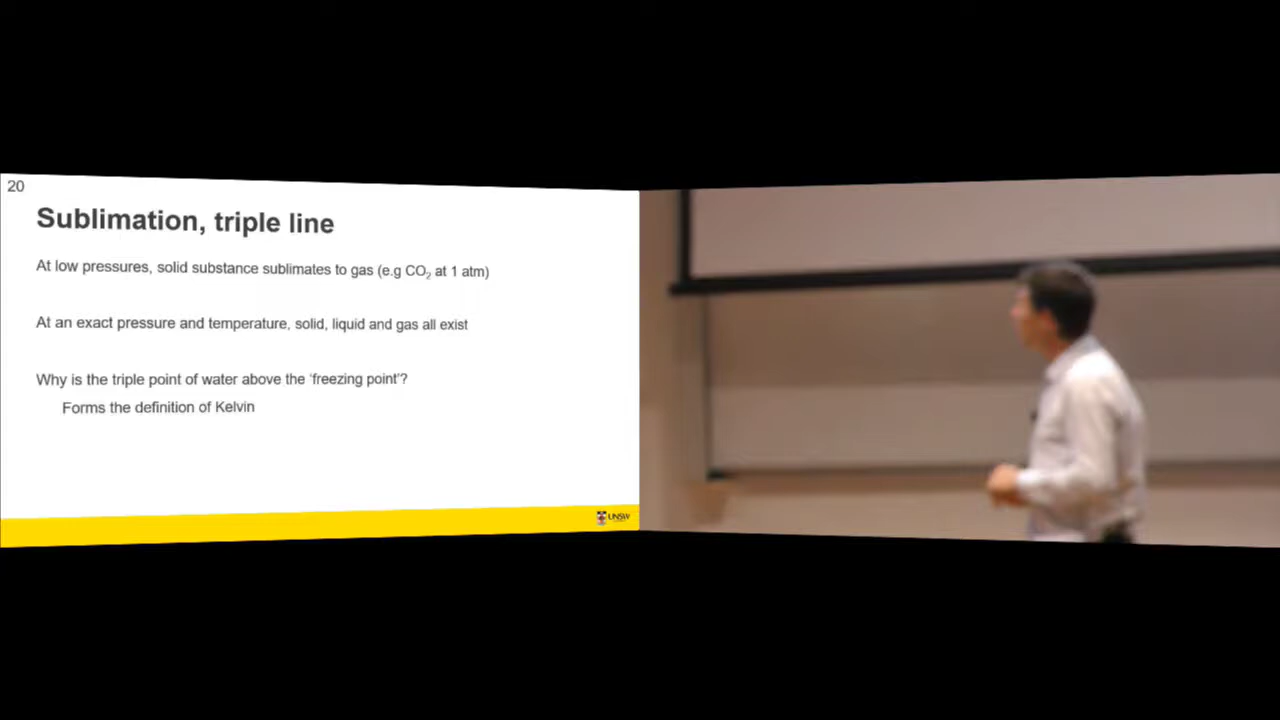 20
Sublimation, triple line
At low pressures, solid substance sublimates to gas (e.g CO₂ at 1 atm)
At an exact pressure and temperature, solid, liquid and gas all exist
Why is the triple point of water above the ‘freezing point’?
Forms the definition of Kelvin
UNSW